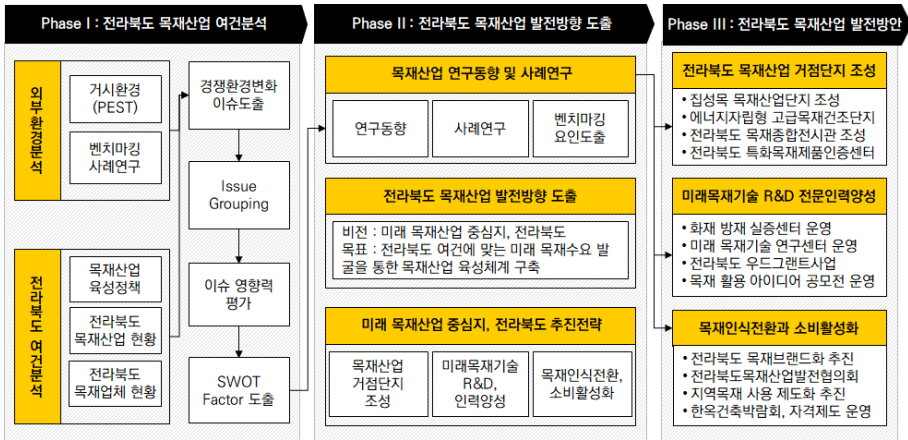 Phase I : 전라북도 목재산업 여건분석
외부환경분석
거시환경
(PEST)
벤치마킹
사례연구
전라북도 여건분석
목재산업
육성정책
전라북도
목재산업 현황
전라북도
목재업체 현황
경쟁환경변화
이슈도출
Issue
Grouping
이슈 영향력
평가
SWOT
Factor 도출
Phase II : 전라북도 목재산업 발전방향 도출
목재산업 연구동향 및 사례연구
연구동향
사례연구
벤치마킹
요인도출
전라북도 목재산업 발전방향 도출
비전 : 미래 목재산업 중심지, 전라북도
목표 : 전라북도 여건에 맞는 미래 목재수요 발
굴을 통한 목재산업 육성체계 구축
미래 목재산업 중심지, 전라북도 추진전략
목재산업
거점단지
조성
미래목재기술
R&D,
인력양성
목재인식전환,
소비활성화
Phase III : 전라북도 목재산업 발전방안
전라북도 목재산업 거점단지 조성
• 집성목 목재산업단지 조성
• 에너지자립형 고급목재건조단지
• 전라북도 목재종합전시관 조성
• 전라북도 특화목재제품인증센터
미래목재기술 R&D 전문인력양성
• 화재 방재 실증센터 운영
• 미래 목재기술 연구센터 운영
• 전라북도 우드그랜트사업
• 목재 활용 아이디어 공모전 운영
목재인식전환과 소비활성화
• 전라북도 목재브랜드화 추진
• 전라북도목재산업발전협의회
• 지역목재 사용 제도화 추진
• 한옥건축박람회, 자격제도 운영